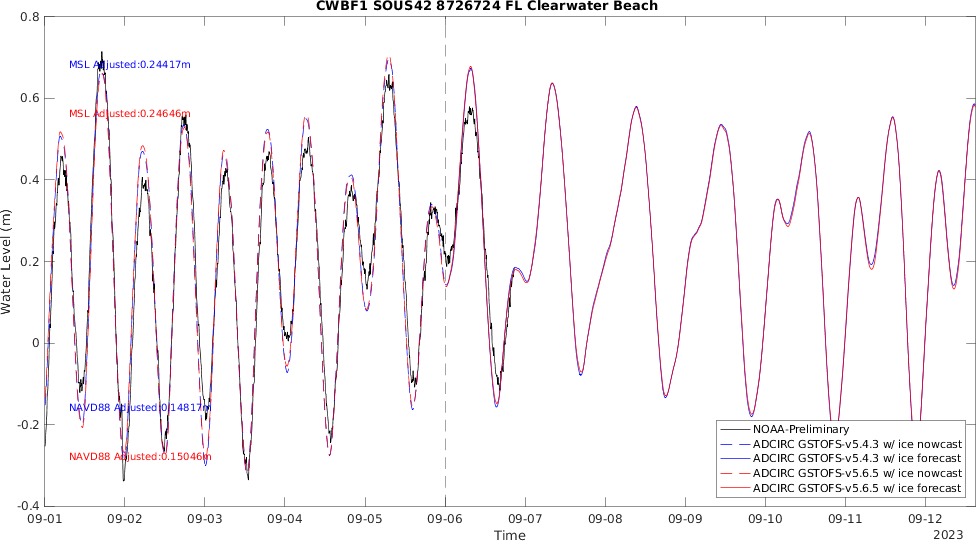 CWBF1 SOUS42 8726724 FL Clearwater Beach
0.8
0.6
0.4
0.2
0
-0.2
-0.4
Water Level (m)
MSL Adjusted:0.24417m
MSL Adjusted:0.24646m
NAVD88 Adjusted:0.14817m
NAVD88 Adjusted:0.15046m
NOAA-Preliminary
ADCIRC GSTOFS-v5.4.3 w/ ice nowcast
ADCIRC GSTOFS-v5.4.3 w/ ice forecast
ADCIRC GSTOFS-v5.6.5 w/ ice nowcast
ADCIRC GSTOFS-v5.6.5 w/ ice forecast
09-01 09-02 09-03 09-04 09-05 09-06 09-07 09-08 09-09 09-10 09-11 09-12
Time
2023